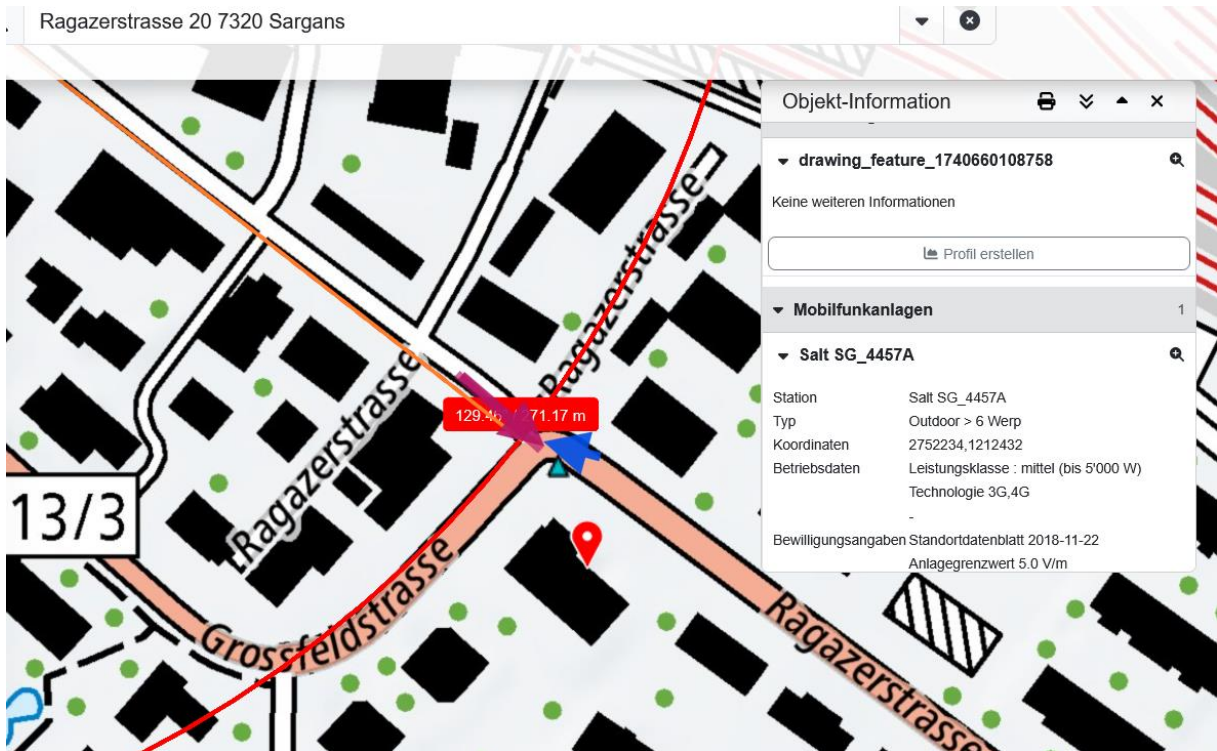 Ragazerstrasse 20 7320 Sargans
Objekt-Information
drawing_feature_1740660108758
Keine weiteren Informationen
Profil erstellen
Mobilfunkanlagen 1
Salt SG_4457A
Station Salt SG_4457A
Typ Outdoor > 6 Werp
Koordinaten 2752234,1212432
Betriebsdaten Leistungsklasse : mittel (bis 5'000 W)
Technologie 3G,4G
-
Bewilligungsangaben Standortdatenblatt 2018-11-22
Anlagegrenzwert 5.0 V/m
Ragazerstrasse
71.17 m
L.Ragazerstrasse
13/3
Grossfeldstrasse
Ragazerstrasse